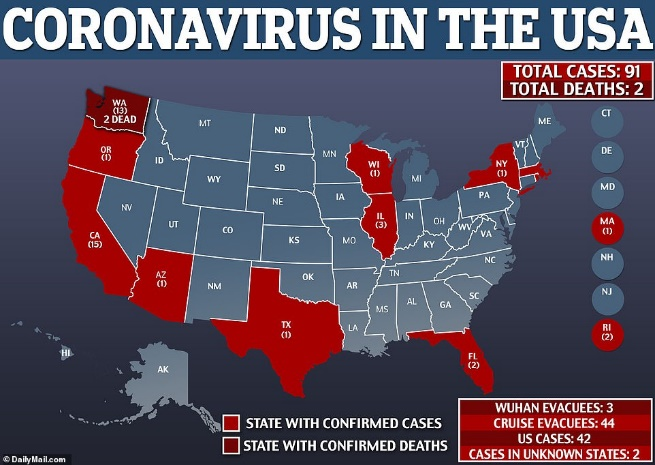 CORONAVIRUS IN THE USA
TOTAL CASES: 91
TOTAL DEATHS: 2
WA
(13)
2 DEAD
OR
(1)
CA
(15)
NV
ID
MT
WY
UT
AZ
(1)
CO
NM
ND
SD
NE
KS
OK
TX
(1)
MN
IA
MO
AR
LA
WI
(1)
IL
(3)
MI
IN
OH
KY
TN
MS
AL
GA
FL
(2)
SC
NC
VA
WV
PA
NY
(1)
VT
ME
HI
AK
CT
DE
MD
MA
(1)
NH
NJ
RI
(2)
STATE WITH CONFIRMED CASES
STATE WITH CONFIRMED DEATHS
WUHAN EVACUEES: 3
CRUISE EVACUEES: 44
US CASES: 42
CASES IN UNKNOWN STATES: 2
© DailyMail.com